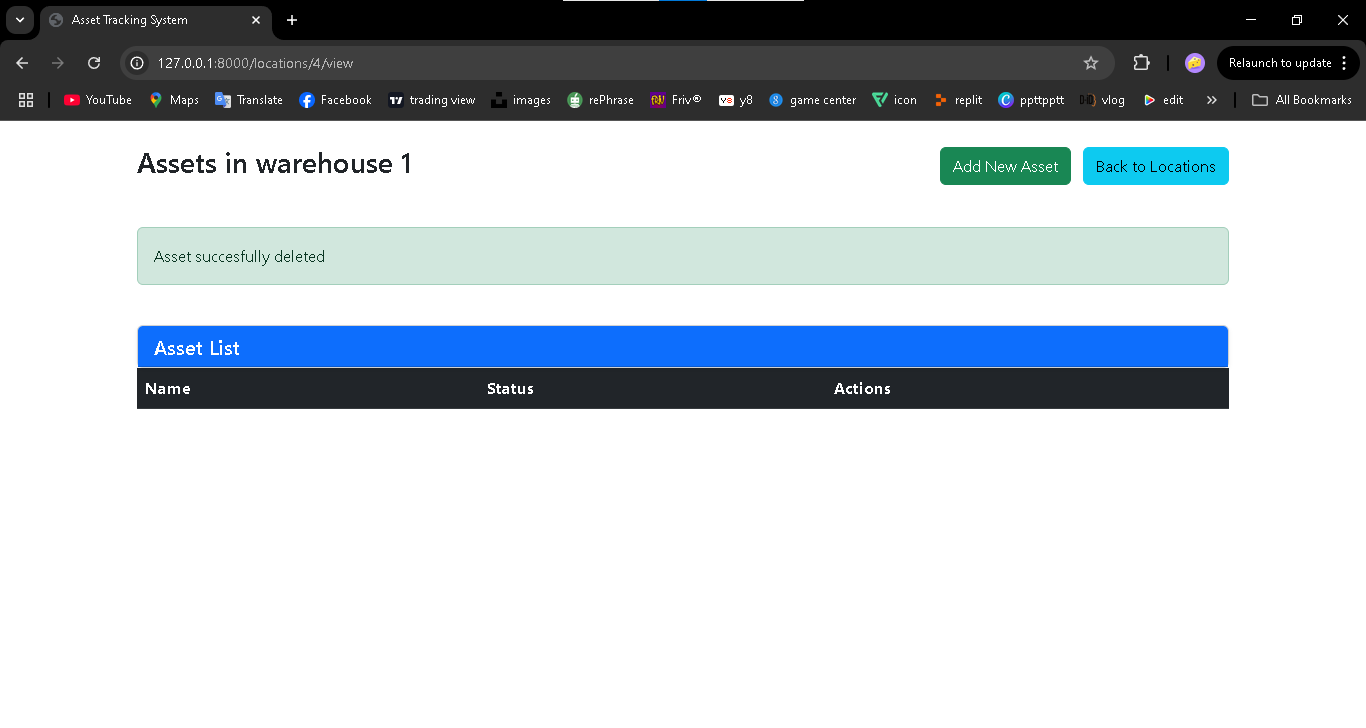 Asset Tracking System
127.0.0.1:8000/locations/4/view
Relaunch to update
YouTube Maps Translate Facebook trading view images rePhrase Friv® y8 game center icon replit ppttpptt vlog edit » All Bookmarks
Assets in warehouse 1
Add New Asset Back to Locations
Asset succesfully deleted
Asset List
Name Status Actions